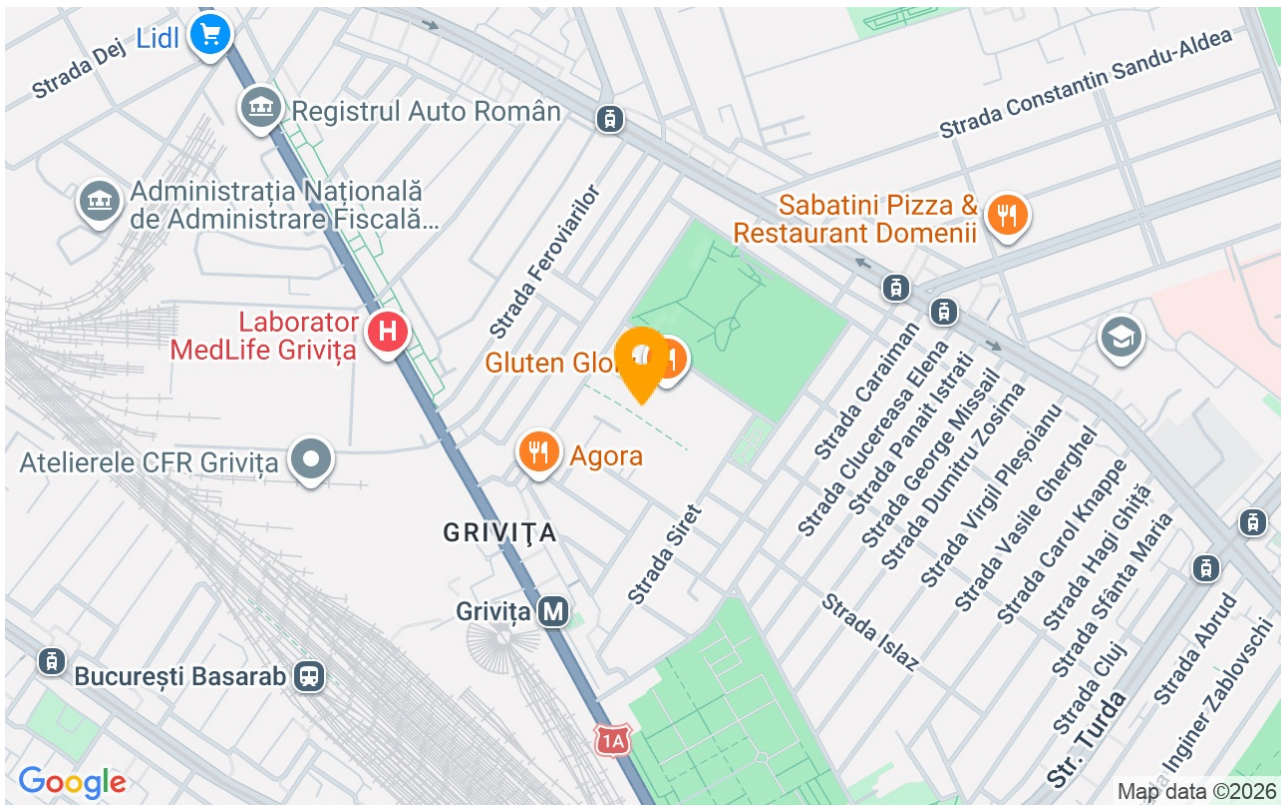 Lidl
Strada Dej
Registrul Auto Român
Strada Constantin Sandu-Aldea
Administrația Națională
de Administrare Fiscală...
Strada Feroviarilor
Sabatini Pizza &
Restaurant Domenii
Laborator
MedLife Grivița
H
Gluten
Strada Caraiman
Strada Clucereasa Elena
Strada Panait Istrati
Strada George Missail
Strada Dumitru Zosima
Strada Virgil Pleșoianu
Strada Vasile Gherghel
Strada Carol Knappe
Strada Hagi Ghiță
Strada Sfânta Maria
Strada Cluj
Str. Turda
Strada Abrud
Inginer Zablovschi
Agora
Atelierele CFR Grivița
GRIVIŢA
Strada Siret
Strada Islaz
Grivița M
București Basarab
1A
Google
Map data ©2026